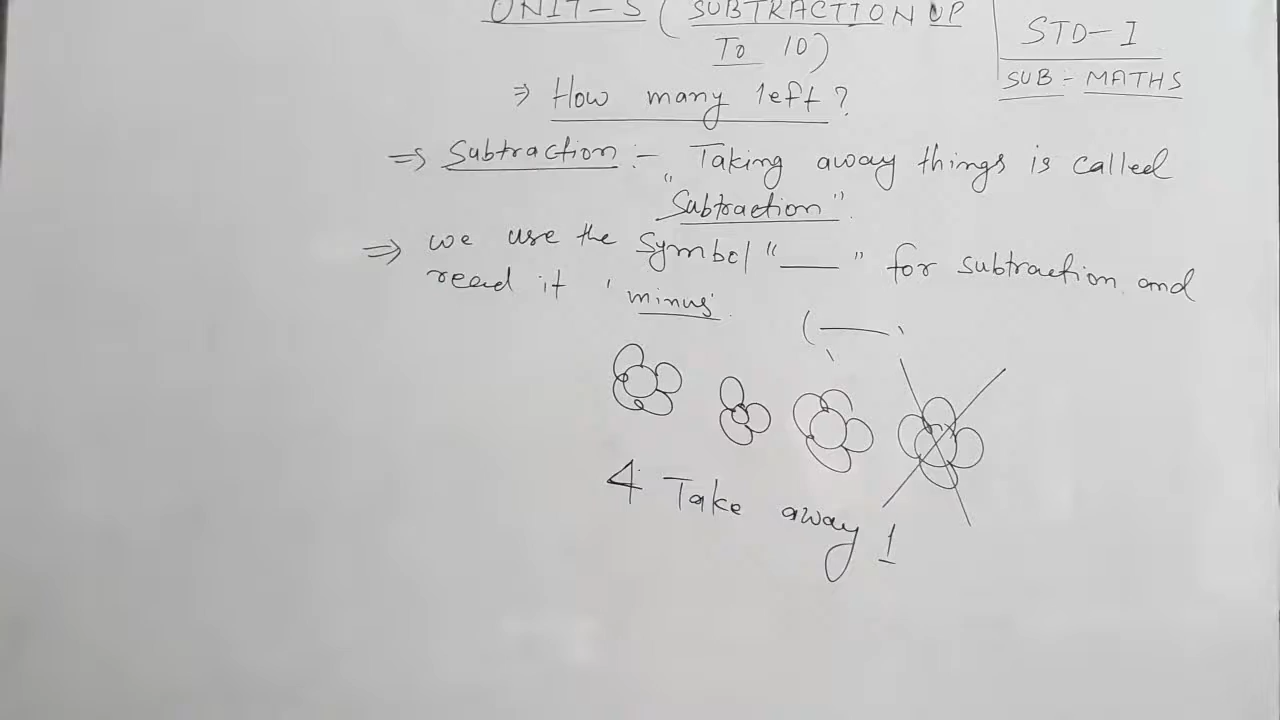 UNIT-5 ( SUBTRACTION UP
TO 10)
STD-I
SUB:- MATHS
⇒ How many left?
⇒ Subtraction :- Taking away things is called
"Subtraction".
⇒ we use the symbol "—" for subtraction and
read it 'minus'.
(—)
4 Take away 1